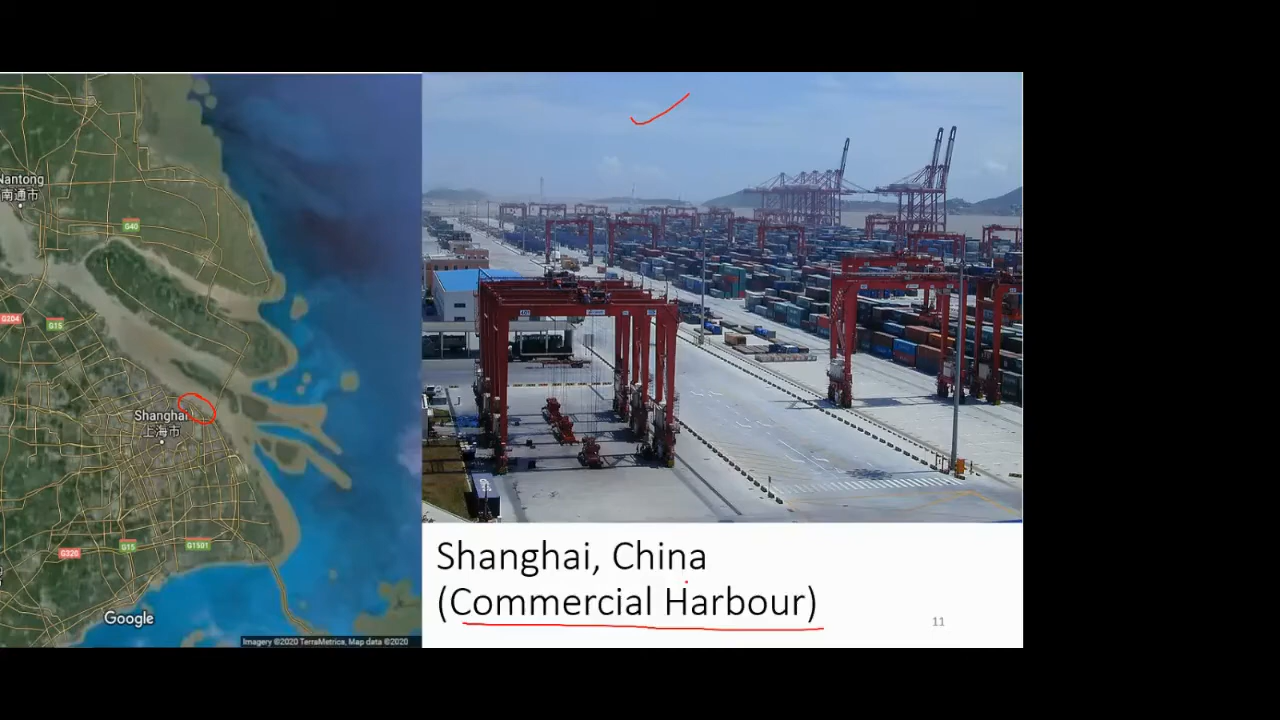 Nantong
南通市
G40
G204
G15
Shanghai
上海市
G320
G15
G1501
Google
Imagery ©2020 TerraMetrics, Map data ©2020
Shanghai, China
(Commercial Harbour)
11